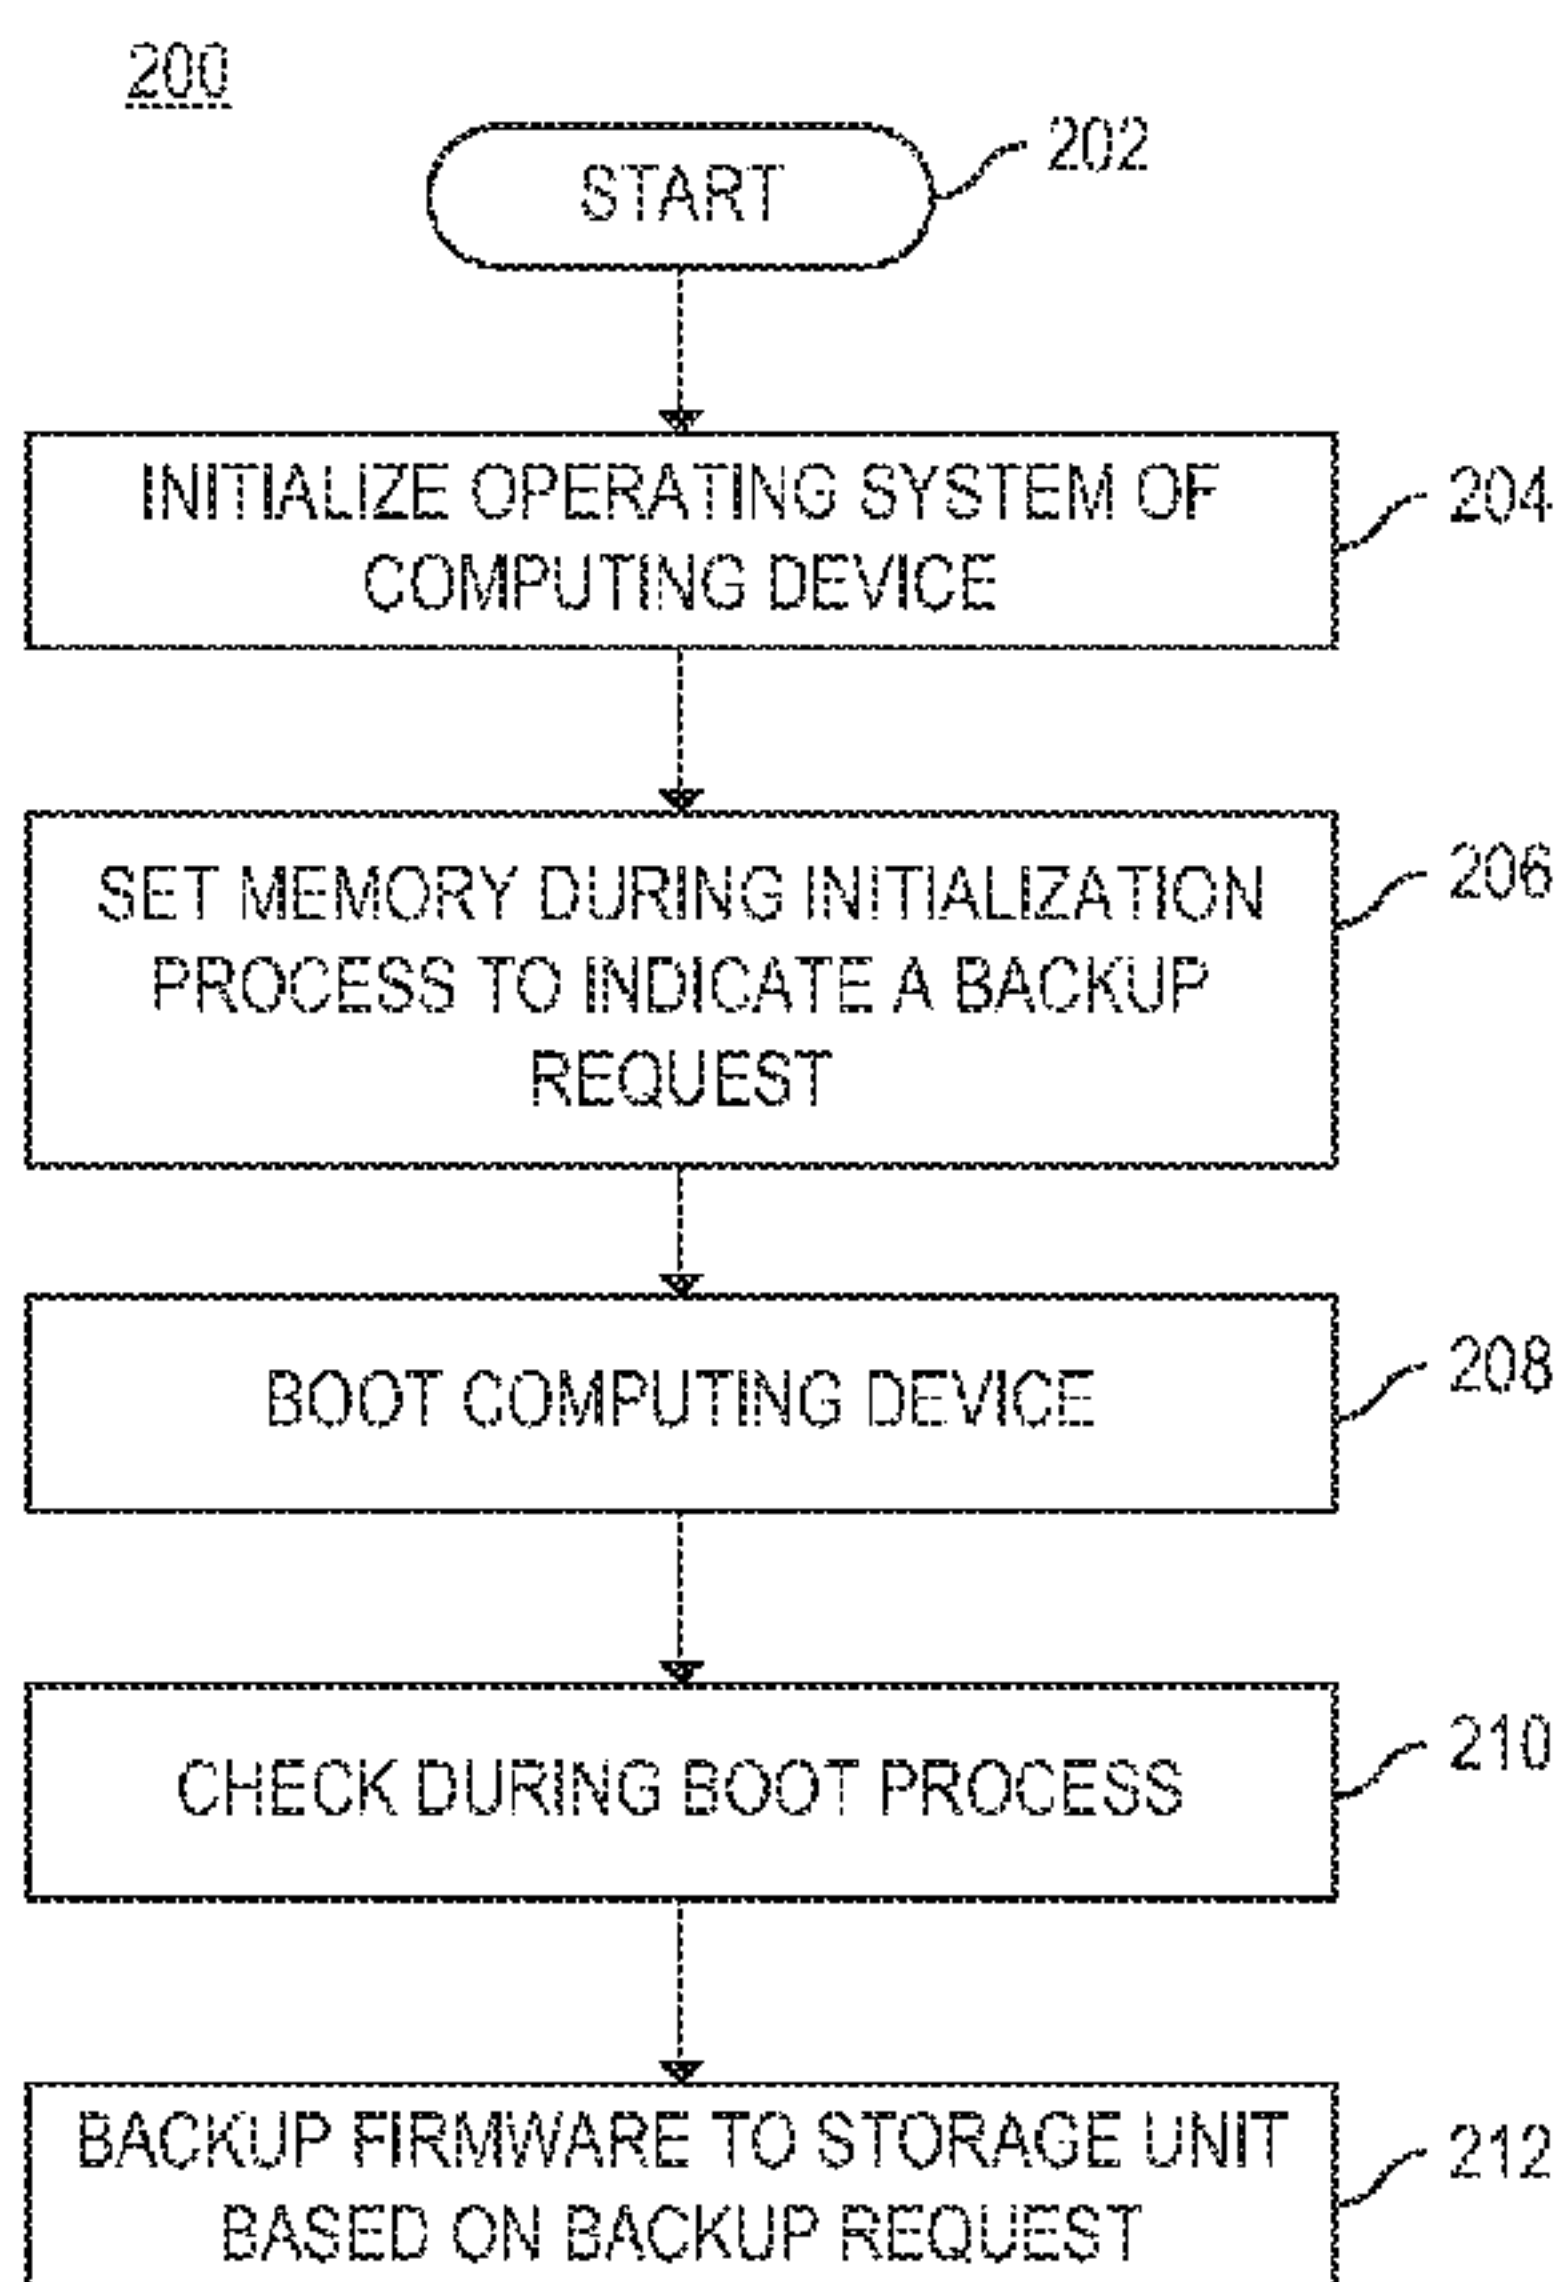 200
START
202
INITIALIZE OPERATING SYSTEM OF
COMPUTING DEVICE
204
SET MEMORY DURING INITIALIZATION
PROCESS TO INDICATE A BACKUP
REQUEST
206
BOOT COMPUTING DEVICE
208
CHECK DURING BOOT PROCESS
210
BACKUP FIRMWARE TO STORAGE UNIT
BASED ON BACKUP REQUEST
212